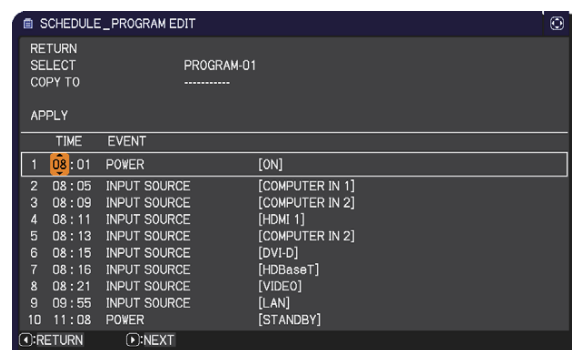 SCHEDULE_PROGRAM EDIT
RETURN
SELECT PROGRAM-01
COPY TO -----------
APPLY
TIME EVENT
1 08 : 01 POWER [ON]
2 08 : 05 INPUT SOURCE [COMPUTER IN 1]
3 08 : 09 INPUT SOURCE [COMPUTER IN 2]
4 08 : 11 INPUT SOURCE [HDMI 1]
5 08 : 13 INPUT SOURCE [COMPUTER IN 2]
6 08 : 15 INPUT SOURCE [DVI-D]
7 08 : 16 INPUT SOURCE [HDBaseT]
8 08 : 21 INPUT SOURCE [VIDEO]
9 09 : 55 INPUT SOURCE [LAN]
10 11 : 08 POWER [STANDBY]
:RETURN :NEXT